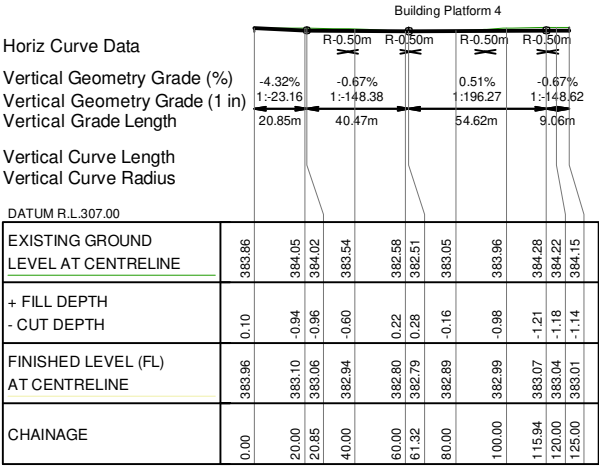 Building Platform 4
Horiz Curve Data R-0.50m R-0.50m R-0.50m R-0.50m
Vertical Geometry Grade (%) -4.32% -0.67% 0.51% -0.67%
Vertical Geometry Grade (1 in) 1:-23.16 1:-148.38 1:196.27 1:-148.62
Vertical Grade Length 20.85m 40.47m 54.62m 9.06m
Vertical Curve Length
Vertical Curve Radius
DATUM R.L.307.00
EXISTING GROUND
LEVEL AT CENTRELINE 383.86 384.05 384.02 383.54 382.58 382.51 383.05 383.96 384.28 384.22 384.15
+ FILL DEPTH
- CUT DEPTH 0.10 -0.94 -0.96 -0.60 0.22 0.28 -0.16 -0.98 -1.21 -1.18 -1.14
FINISHED LEVEL (FL)
AT CENTRELINE 383.96 383.10 383.06 382.94 382.80 382.79 382.89 382.99 383.07 383.04 383.01
CHAINAGE 0.00 20.00 20.85 40.00 60.00 61.32 80.00 100.00 115.94 120.00 125.00